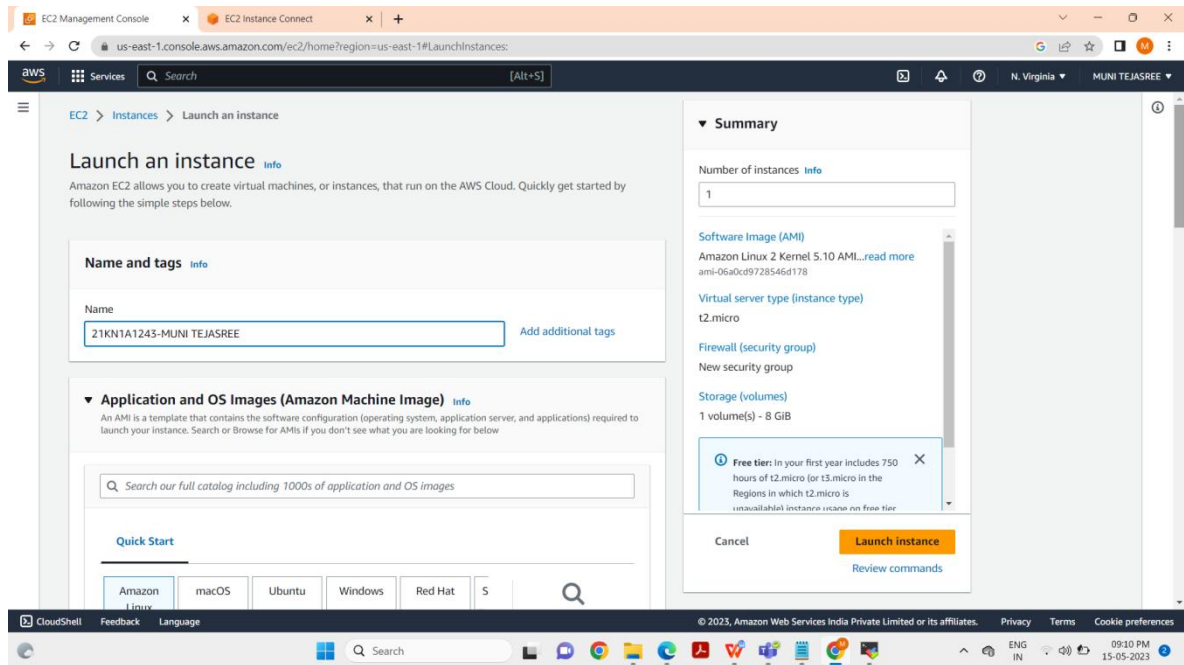 EC2 Management Console
EC2 Instance Connect
us-east-1.console.aws.amazon.com/ec2/home?region=us-east-1#LaunchInstances:
aws
Services
Search
[Alt+S]
N. Virginia
MUNI TEJASREE
EC2 > Instances > Launch an instance
Launch an instance Info
Amazon EC2 allows you to create virtual machines, or instances, that run on the AWS Cloud. Quickly get started by
following the simple steps below.
Name and tags Info
Name
21KN1A1243-MUNI TEJASREE
Add additional tags
Application and OS Images (Amazon Machine Image) Info
An AMI is a template that contains the software configuration (operating system, application server, and applications) required to
launch your instance. Search or Browse for AMIs if you don't see what you are looking for below
Search our full catalog including 1000s of application and OS images
Quick Start
Amazon
Linux
macOS
Ubuntu
Windows
Red Hat
S
Summary
Number of instances Info
1
Software Image (AMI)
Amazon Linux 2 Kernel 5.10 AMI...read more
ami-06a0cd9728546d178
Virtual server type (instance type)
t2.micro
Firewall (security group)
New security group
Storage (volumes)
1 volume(s) - 8 GiB
Free tier: In your first year includes 750
hours of t2.micro (or t3.micro in the
Regions in which t2.micro is
unavailable) instance usage on free tier
Cancel
Launch instance
Review commands
CloudShell
Feedback
Language
© 2023, Amazon Web Services India Private Limited or its affiliates.
Privacy
Terms
Cookie preferences
Search
ENG
IN
09:10 PM
15-05-2023
2